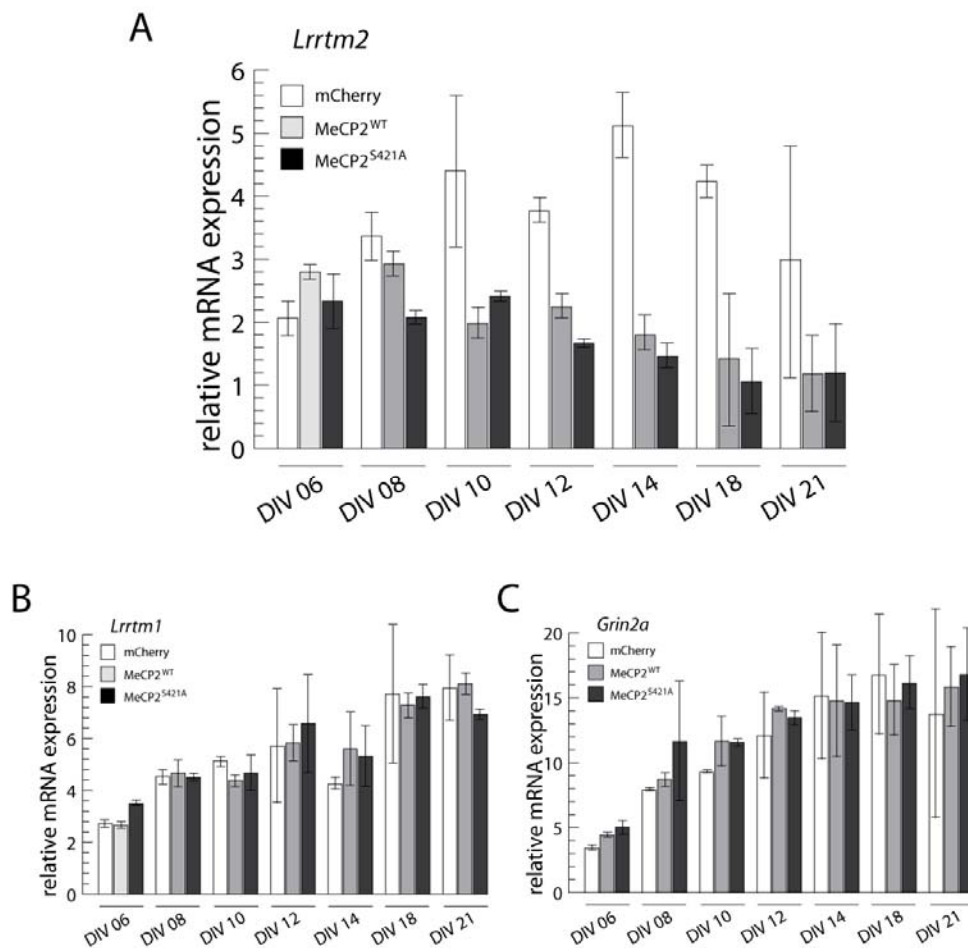 A
Lrrtm2
relative mRNA expression
6
5
4
3
2
1
0
mCherry
MeCP2WT
MeCP2S421A
DIV 06
DIV 08
DIV 10
DIV 12
DIV 14
DIV 18
DIV 21
B
Lrrtm1
relative mRNA expression
10
8
6
4
2
0
mCherry
MeCP2WT
MeCP2S421A
DIV 06
DIV 08
DIV 10
DIV 12
DIV 14
DIV 18
DIV 21
C
Grin2a
relative mRNA expression
20
15
10
5
0
mCherry
MeCP2WT
MeCP2S421A
DIV 06
DIV 08
DIV 10
DIV 12
DIV 14
DIV 18
DIV 21